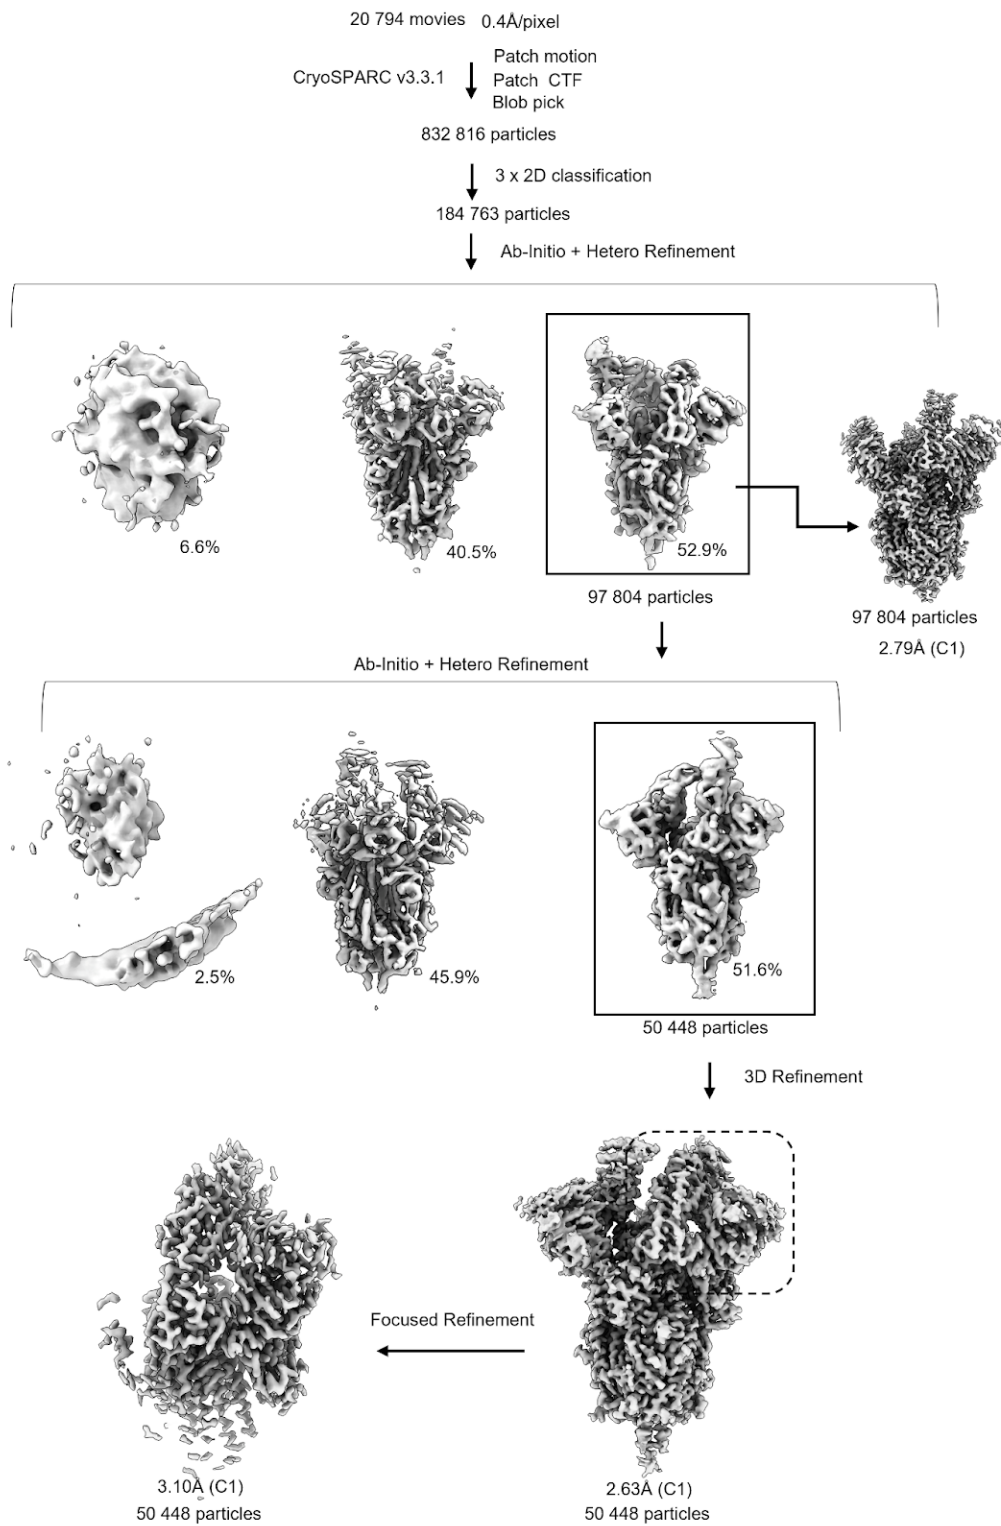 20 794 movies 0.4Å/pixel
CryoSPARC v3.3.1
Patch motion
Patch CTF
Blob pick
832 816 particles
3 x 2D classification
184 763 particles
Ab-Initio + Hetero Refinement
6.6%
40.5%
52.9%
97 804 particles
97 804 particles
2.79Å (C1)
Ab-Initio + Hetero Refinement
2.5%
45.9%
51.6%
50 448 particles
3D Refinement
Focused Refinement
3.10Å (C1)
50 448 particles
2.63Å (C1)
50 448 particles